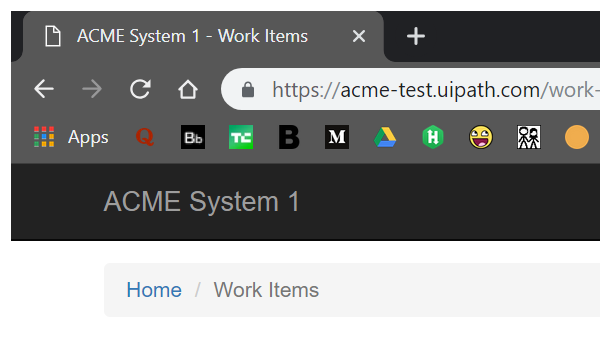 ACME System 1 - Work Items
https://acme-test.uipath.com/work-
Apps Q Bb TC B M
ACME System 1
Home / Work Items